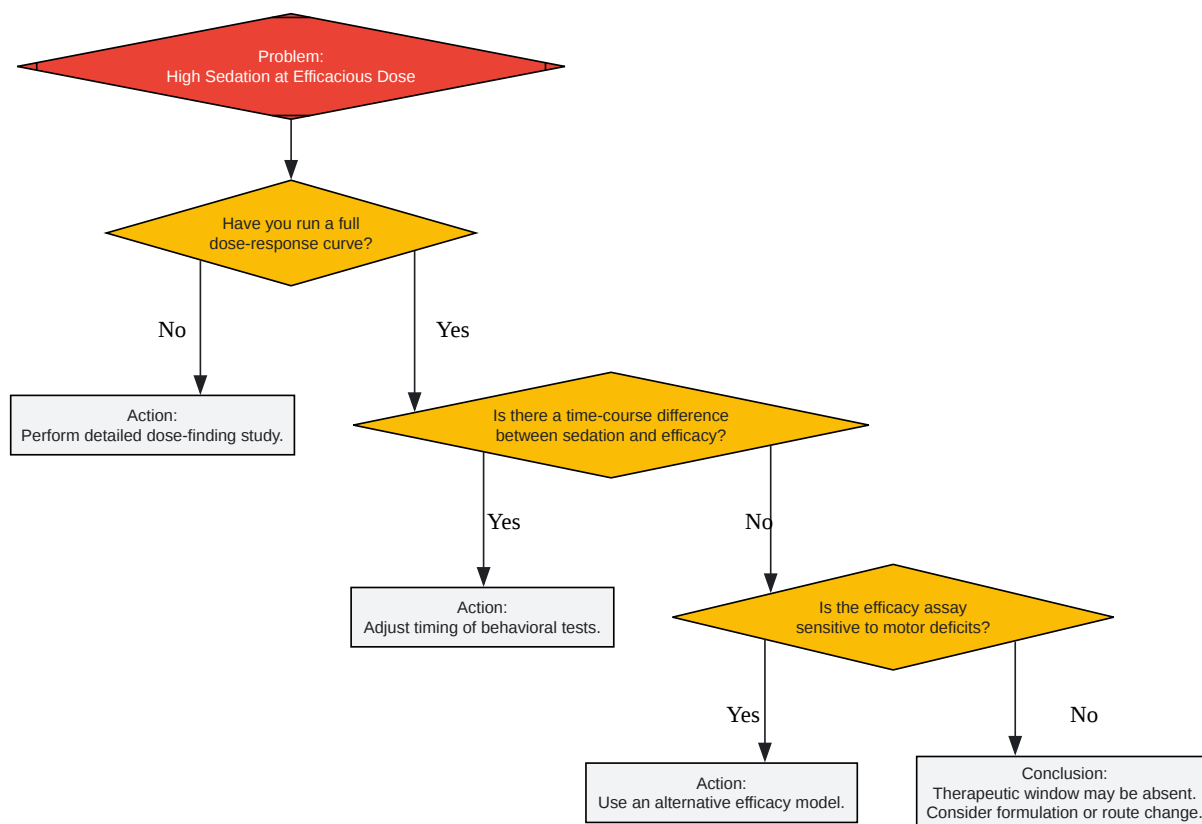 Problem:
High Sedation at Efficacious Dose
Have you run a full
dose-response curve?
No
Yes
Action:
Perform detailed dose-finding study.
Is there a time-course difference
between sedation and efficacy?
Yes
No
Action:
Adjust timing of behavioral tests.
Is the efficacy assay
sensitive to motor deficits?
Yes
No
Action:
Use an alternative efficacy model.
Conclusion:
Therapeutic window may be absent.
Consider formulation or route change.